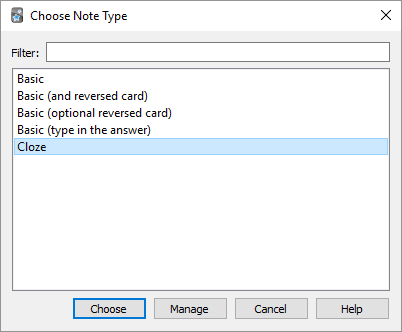 Choose Note Type
Filter:
Basic
Basic (and reversed card)
Basic (optional reversed card)
Basic (type in the answer)
Cloze
Choose Manage Cancel Help